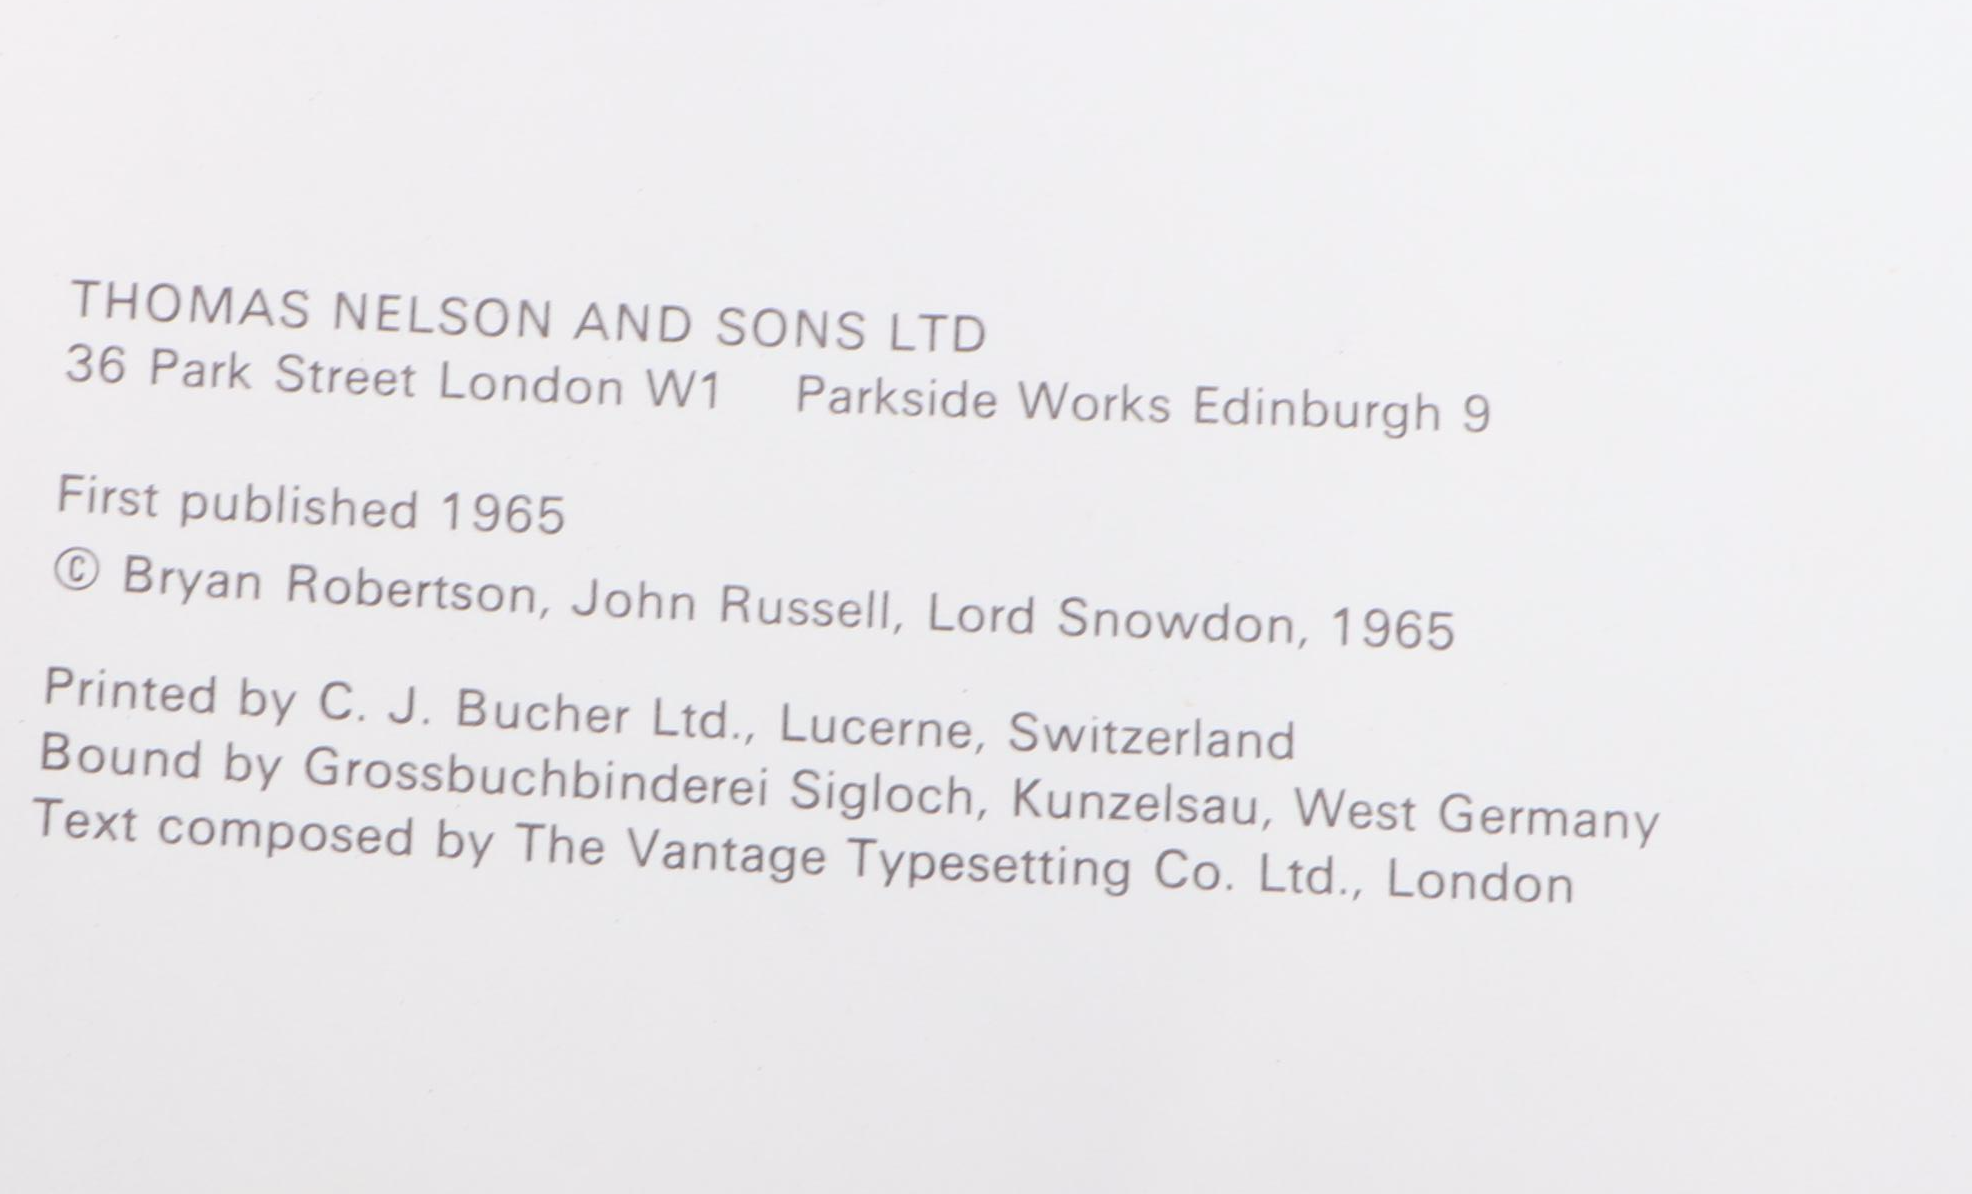 THOMAS NELSON AND SONS LTD
36 Park Street London W1 Parkside Works Edinburgh 9
First published 1965
© Bryan Robertson, John Russell, Lord Snowdon, 1965
Printed by C. J. Bucher Ltd., Lucerne, Switzerland
Bound by Grossbuchbinderei Sigloch, Kunzelsau, West Germany
Text composed by The Vantage Typesetting Co. Ltd., London